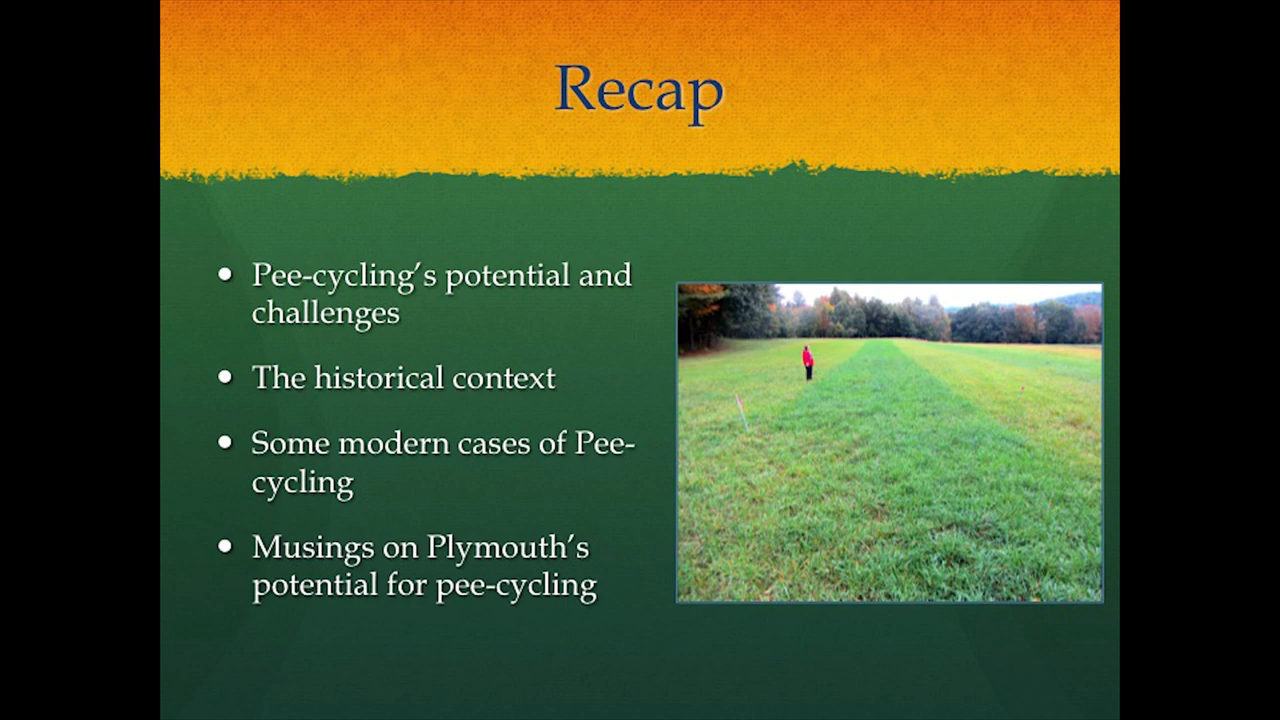 Recap
Pee-cycling’s potential and
challenges
The historical context
Some modern cases of Pee-
cycling
Musings on Plymouth’s
potential for pee-cycling